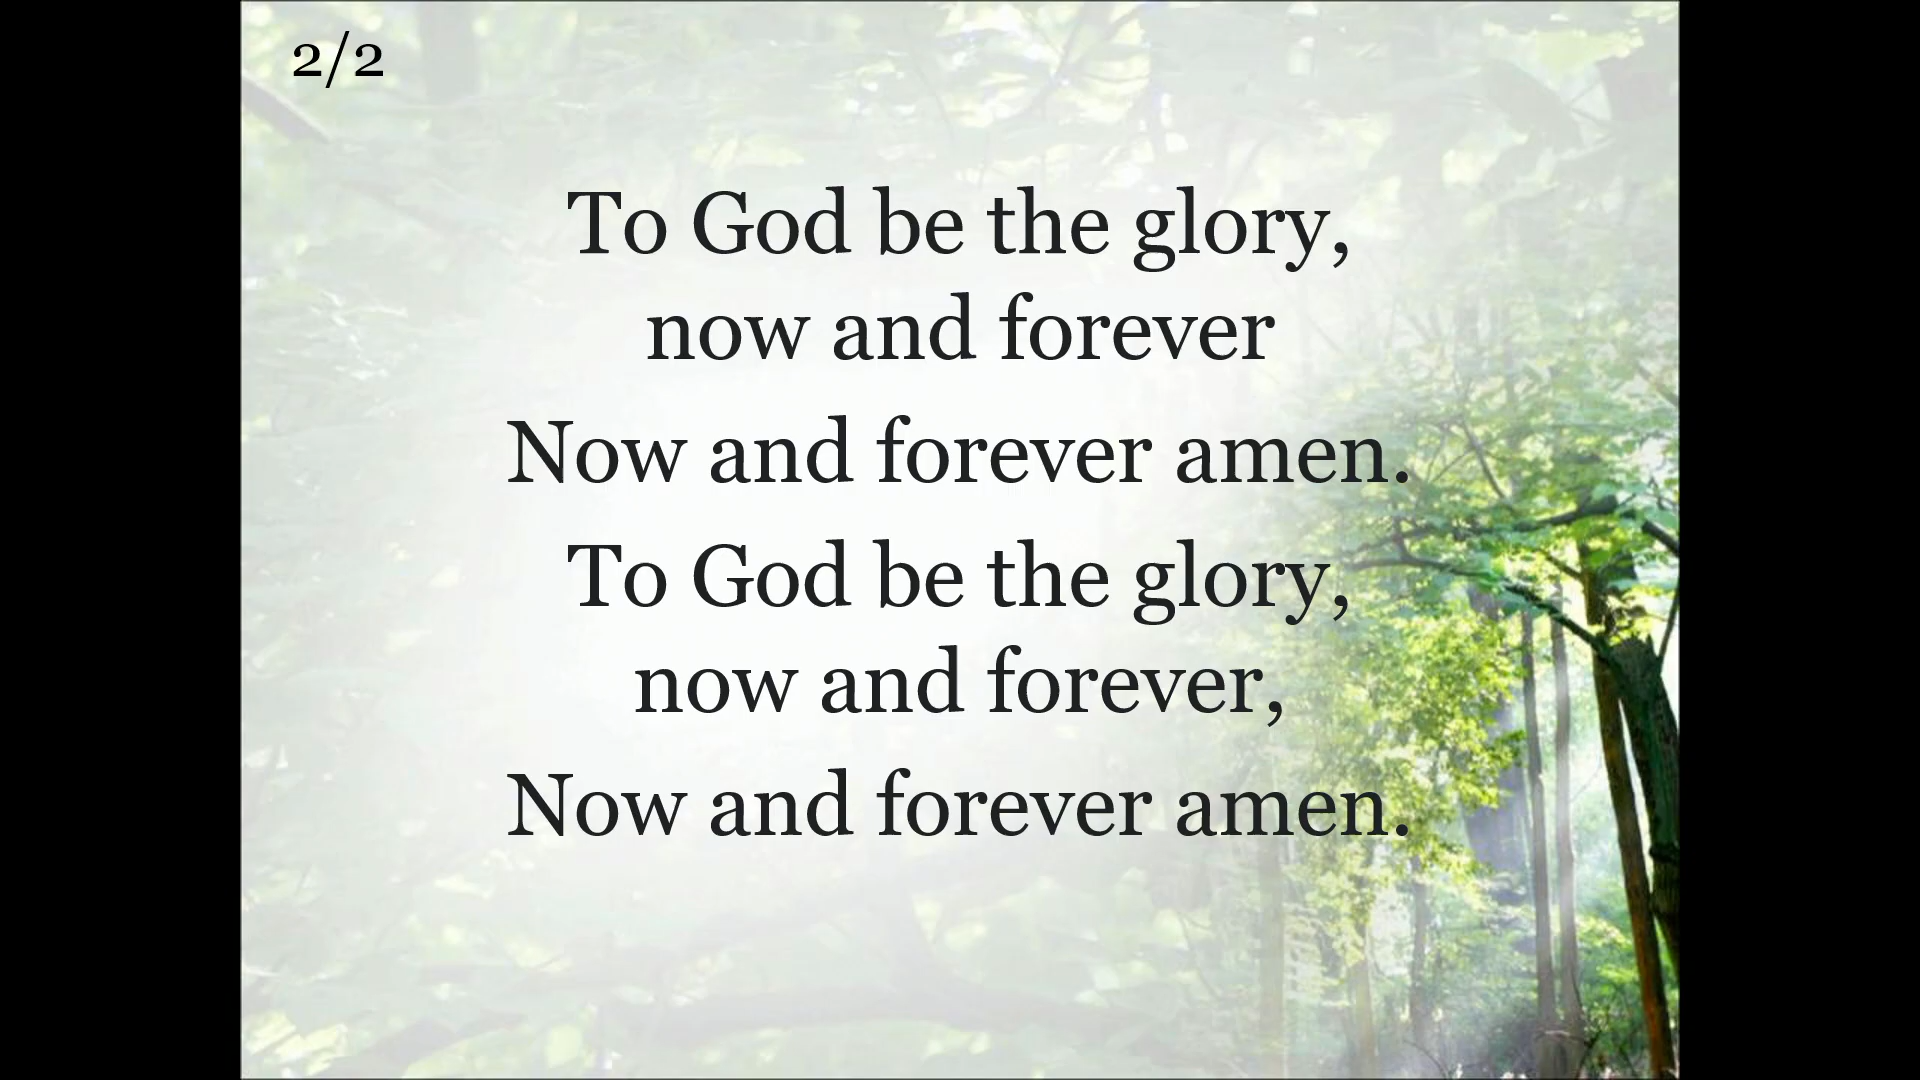 2/2
To God be the glory,
now and forever
Now and forever amen.
To God be the glory,
now and forever,
Now and forever amen.